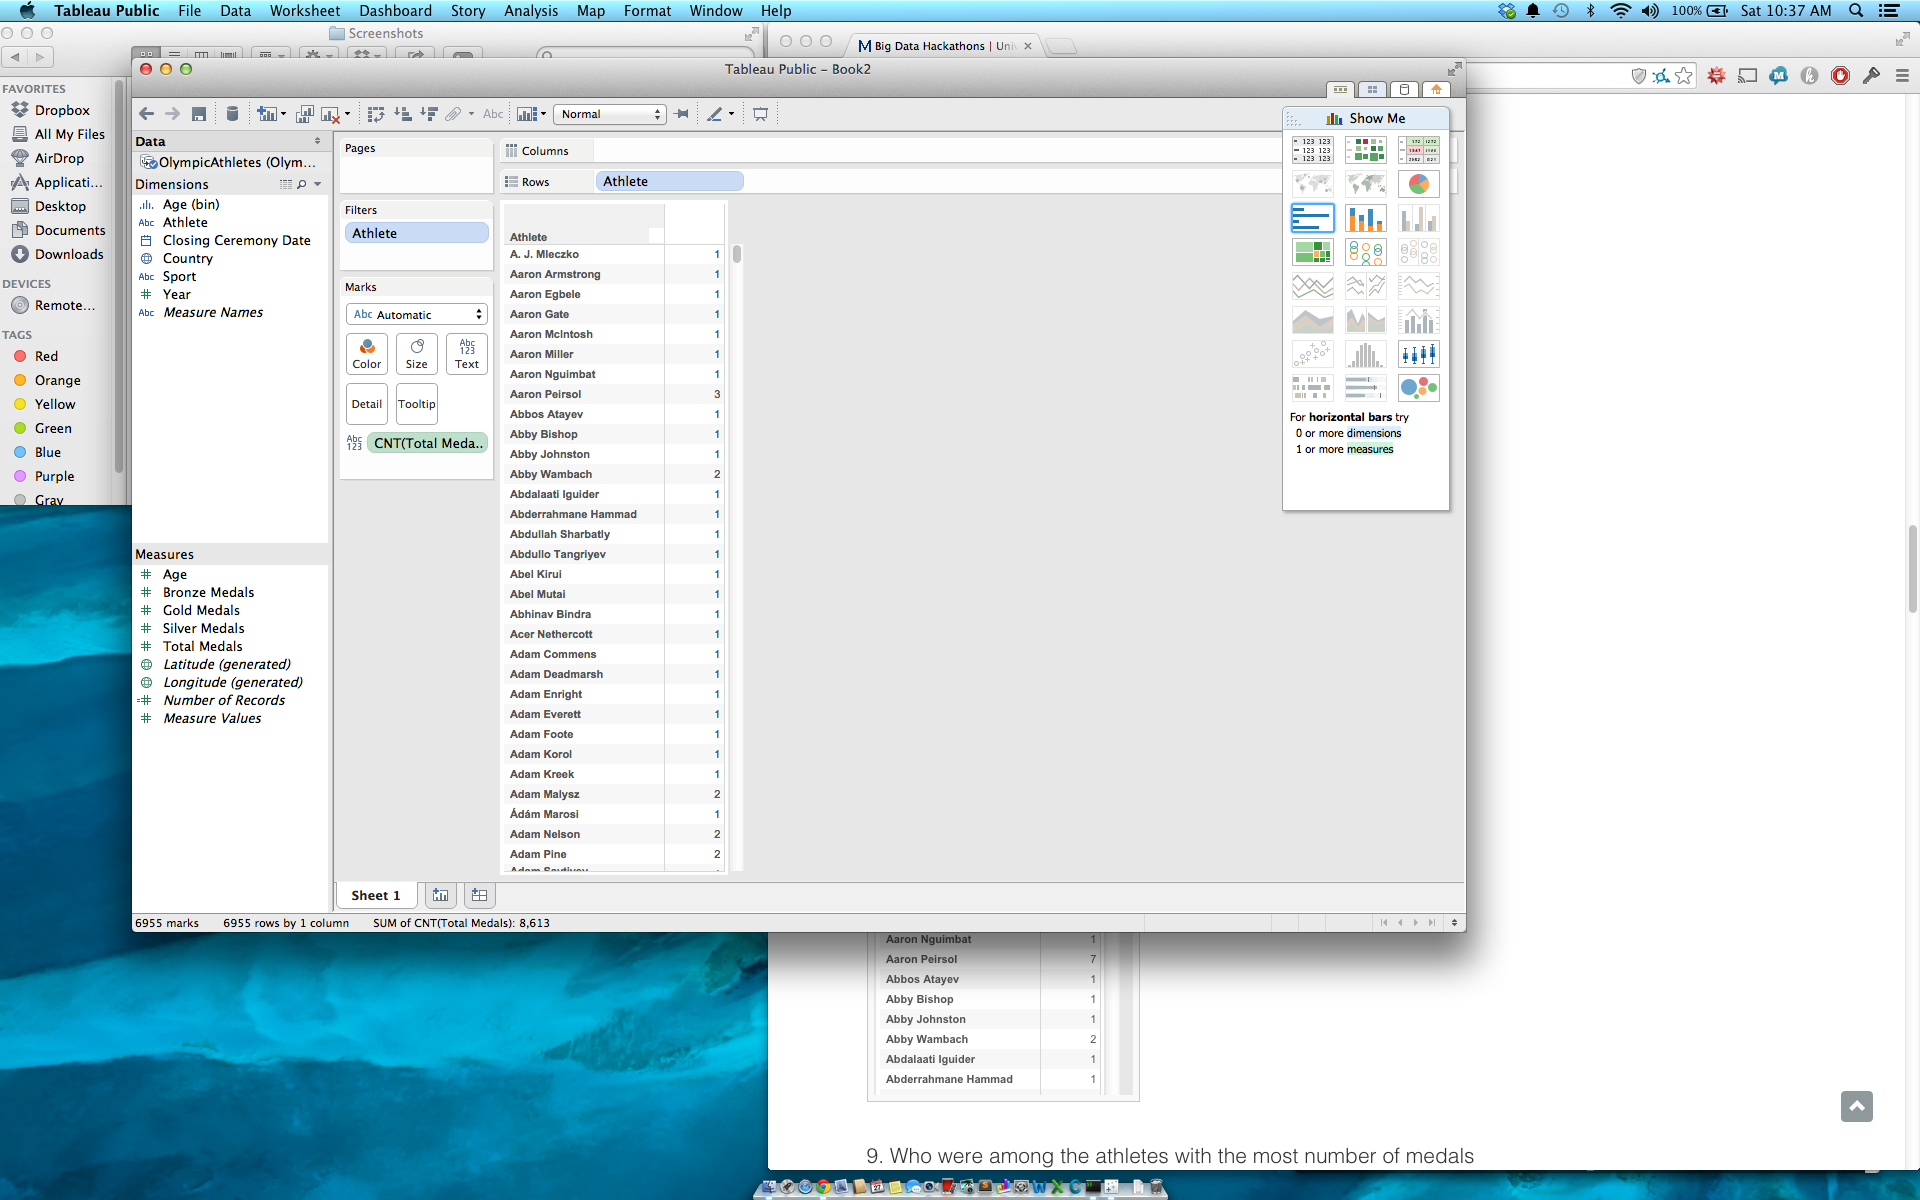 Tableau Public File Data Worksheet Dashboard Story Analysis Map Format Window Help 100% Sat 10:37 AM
Screenshots
Big Data Hackathons | Univ
FAVORITES
Dropbox
All My Files
AirDrop
Applicati...
Desktop
Documents
Downloads
DEVICES
Remote...
TAGS
Red
Orange
Yellow
Green
Blue
Purple
Gray
Tableau Public - Book2
Abc
Normal
Data
OlympicAthletes (Olym...
Dimensions
Age (bin)
Abc Athlete
Closing Ceremony Date
Country
Abc Sport
Year
Abc Measure Names
Measures
Age
Bronze Medals
Gold Medals
Silver Medals
Total Medals
Latitude (generated)
Longitude (generated)
Number of Records
Measure Values
Pages
Filters
Athlete
Marks
Abc Automatic
Color
Size
Abc
123
Text
Detail
Tooltip
Abc
123
CNT(Total Meda..
Columns
Rows Athlete
Athlete
A. J. Mleczko 1
Aaron Armstrong 1
Aaron Egbele 1
Aaron Gate 1
Aaron McIntosh 1
Aaron Miller 1
Aaron Nguimbat 1
Aaron Peirsol 3
Abbos Atayev 1
Abby Bishop 1
Abby Johnston 1
Abby Wambach 2
Abdalaati Iguider 1
Abderrahmane Hammad 1
Abdullah Sharbatly 1
Abdullo Tangriyev 1
Abel Kirui 1
Abel Mutai 1
Abhinav Bindra 1
Acer Nethercott 1
Adam Commens 1
Adam Deadmarsh 1
Adam Enright 1
Adam Everett 1
Adam Foote 1
Adam Korol 1
Adam Kreek 1
Adam Malysz 2
Ádám Marosi 1
Adam Nelson 2
Adam Pine 2
Show Me
For horizontal bars try
0 or more dimensions
1 or more measures
Sheet 1
6955 marks 6955 rows by 1 column SUM of CNT(Total Medals): 8,613
Aaron Nguimbat 1
Aaron Peirsol 7
Abbos Atayev 1
Abby Bishop 1
Abby Johnston 1
Abby Wambach 2
Abdalaati Iguider 1
Abderrahmane Hammad 1
9. Who were among the athletes with the most number of medals